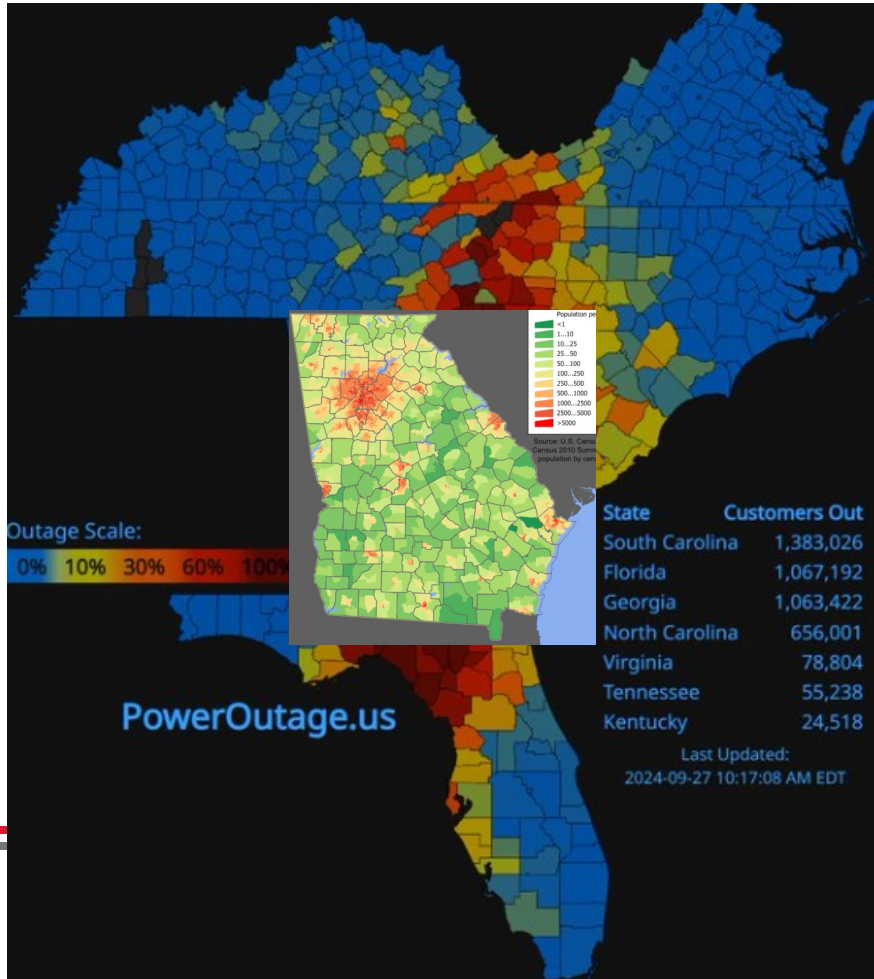 Population pe
<1
1...10
10...25
25...50
50...100
100...250
250...500
500...1000
1000...2500
2500...5000
>5000
Source: U.S. Censu
Census 2010 Summ
population by cen
Outage Scale:
0% 10% 30% 60% 100%
State Customers Out
South Carolina 1,383,026
Florida 1,067,192
Georgia 1,063,422
North Carolina 656,001
Virginia 78,804
Tennessee 55,238
Kentucky 24,518
Last Updated:
2024-09-27 10:17:08 AM EDT
PowerOutage.us